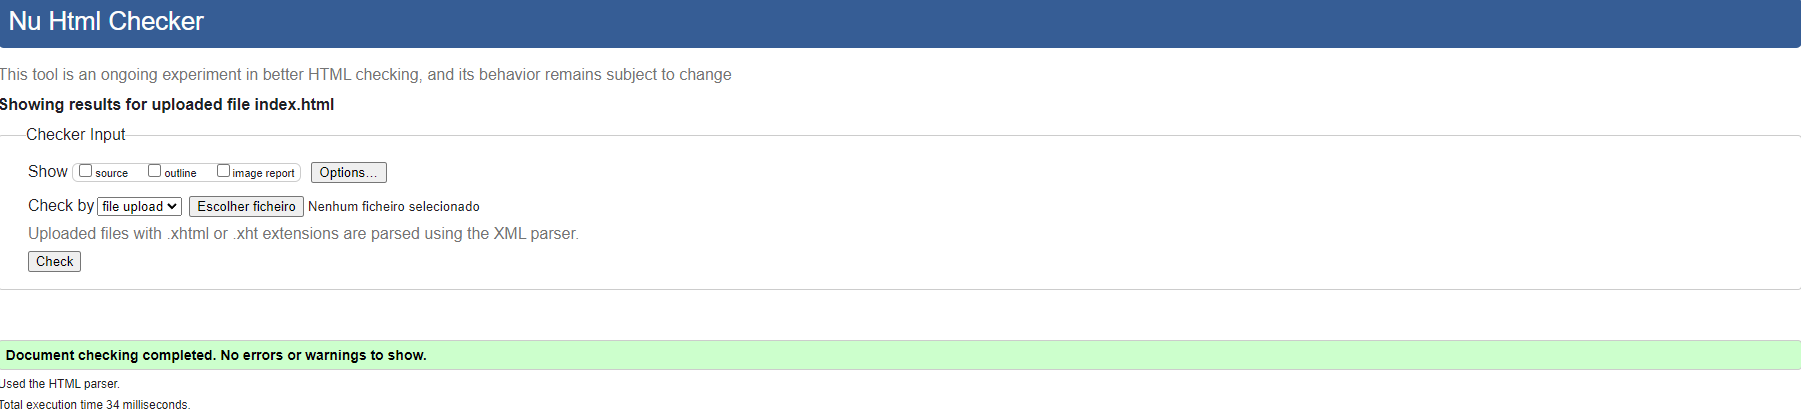 Nu Html Checker
This tool is an ongoing experiment in better HTML checking, and its behavior remains subject to change
Showing results for uploaded file index.html
Checker Input
Show source outline image report Options...
Check by file upload Escolher ficheiro Nenhum ficheiro selecionado
Uploaded files with .xhtml or .xht extensions are parsed using the XML parser.
Check
Document checking completed. No errors or warnings to show.
Used the HTML parser.
Total execution time 34 milliseconds.